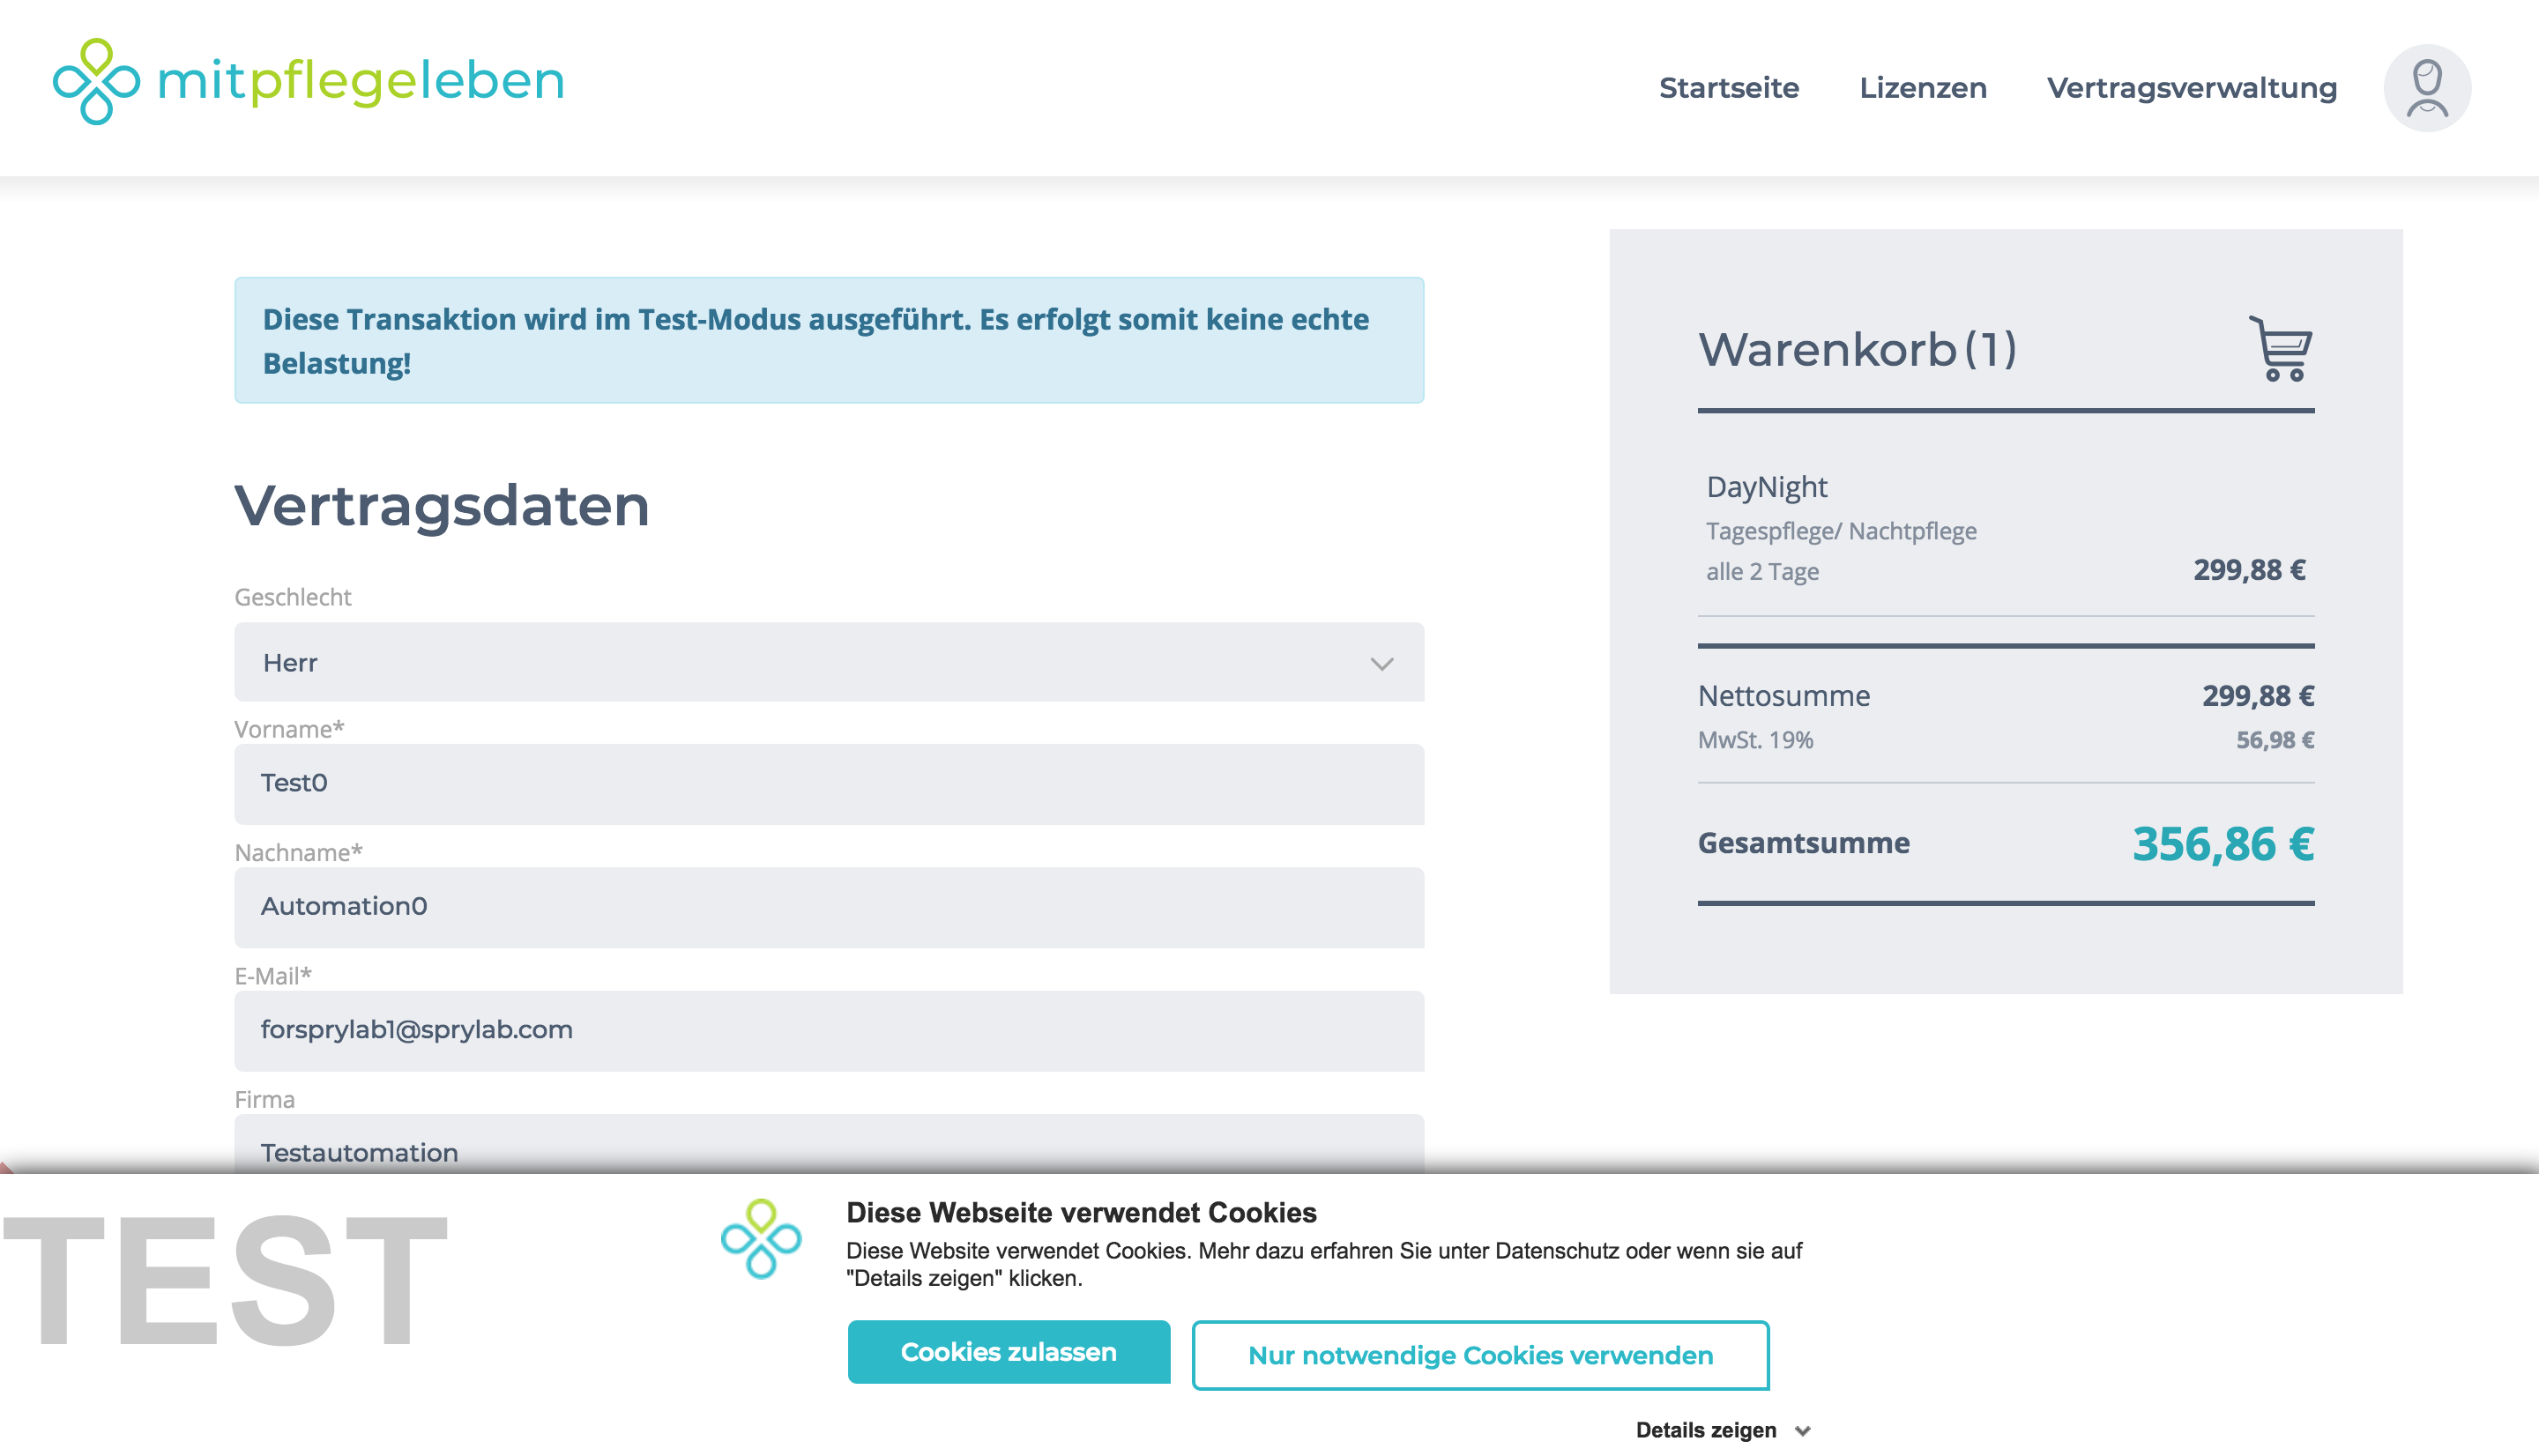 mitpflegeleben
Startseite Lizenzen Vertragsverwaltung
Diese Transaktion wird im Test-Modus ausgeführt. Es erfolgt somit keine echte
Belastung!
Vertragsdaten
Geschlecht
Herr
Vorname*
Test0
Nachname*
Automation0
E-Mail*
forsprylab1@sprylab.com
Firma
Testautomation
Warenkorb(1)
DayNight
Tagespflege/ Nachtpflege
alle 2 Tage 299,88 €
Nettosumme 299,88 €
MwSt. 19% 56,98 €
Gesamtsumme 356,86 €
TEST
Diese Webseite verwendet Cookies
Diese Website verwendet Cookies. Mehr dazu erfahren Sie unter Datenschutz oder wenn sie auf
"Details zeigen" klicken.
Cookies zulassen Nur notwendige Cookies verwenden
Details zeigen